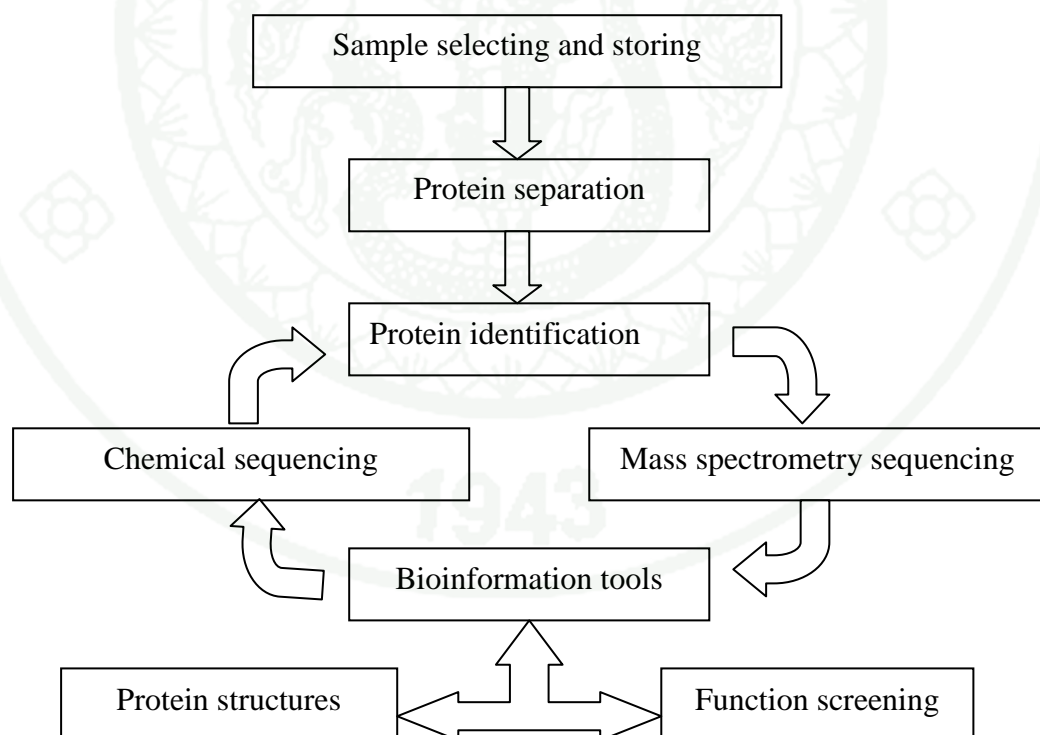 Sample selecting and storing
Protein separation
Protein identification
Chemical sequencing
Mass spectrometry sequencing
1943
Bioinformation tools
Protein structures
Function screening